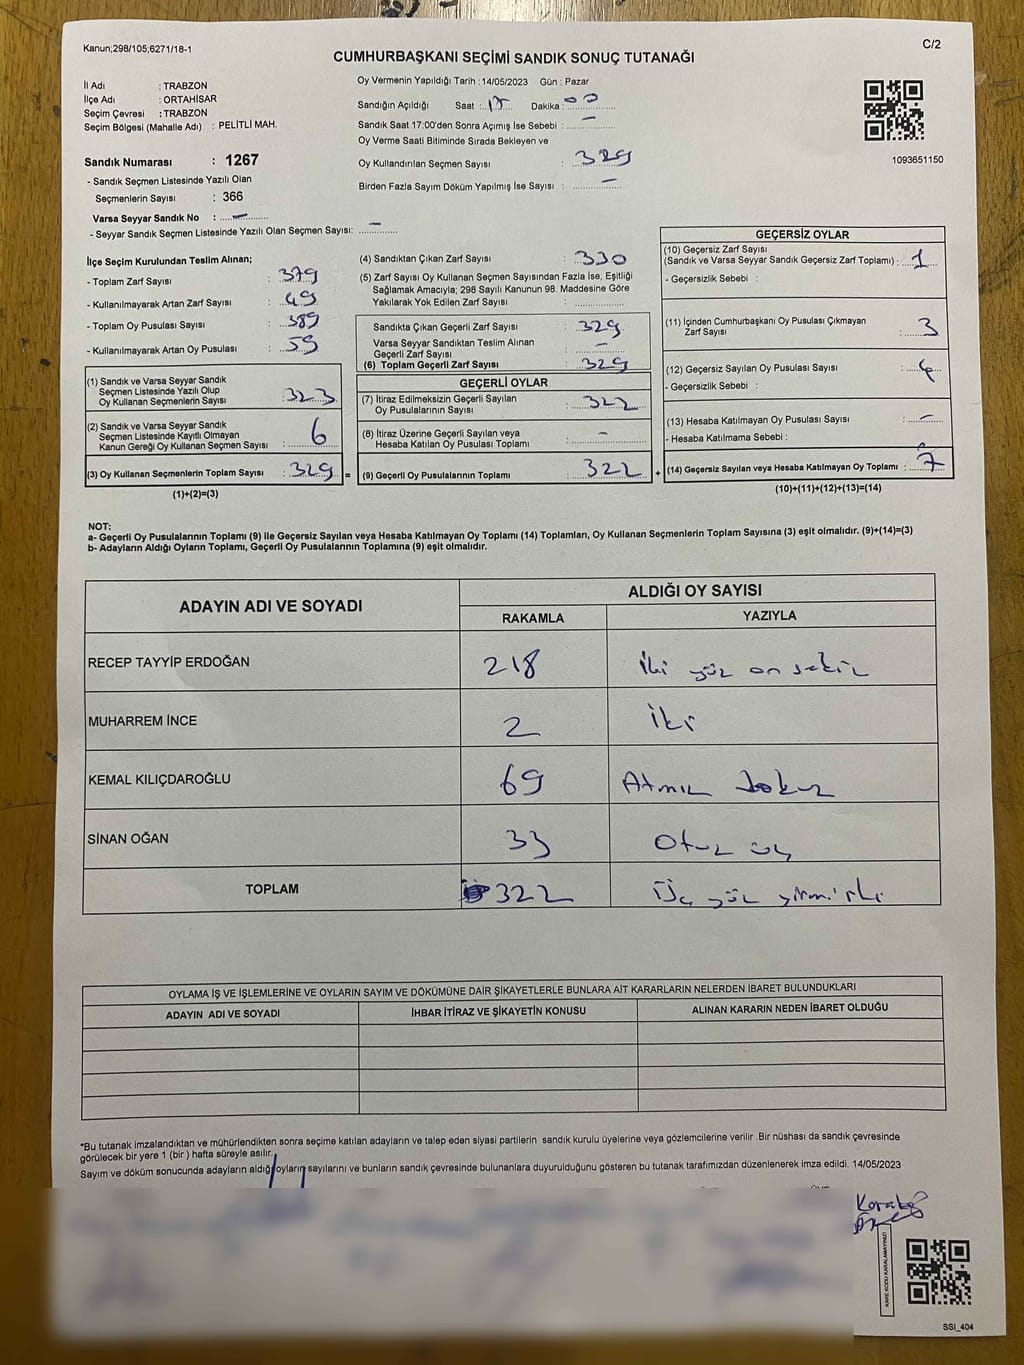 Kanun;298/105;6271/18-1
C/2
CUMHURBAŞKANI SEÇİMİ SANDIK SONUÇ TUTANAĞI
İl Adı : TRABZON
İlçe Adı : ORTAHİSAR
Seçim Çevresi : TRABZON
Seçim Bölgesi (Mahalle Adı) : PELİTLİ MAH.
Sandık Numarası : 1267
- Sandık Seçmen Listesinde Yazılı Olan
Seçmenlerin Sayısı : 366
Varsa Seyyar Sandık No : –
- Seyyar Sandık Seçmen Listesinde Yazılı Olan Seçmen Sayısı: –
Oy Vermenin Yapıldığı Tarih : 14/05/2023 Gün : Pazar
Sandığın Açıldığı Saat : 17 Dakika : 00
Sandık Saat 17:00'den Sonra Açımış İse Sebebi : –
Oy Verme Saati Bitiminde Sırada Bekleyen ve
Oy Kullandırılan Seçmen Sayısı : 329
Birden Fazla Sayım Döküm Yapılmış İse Sayısı : –
1093651150
İlçe Seçim Kurulundan Teslim Alınan;
- Toplam Zarf Sayısı : 379
- Kullanılmayarak Artan Zarf Sayısı : 49
- Toplam Oy Pusulası Sayısı : 389
- Kullanılmayarak Artan Oy Pusulası : 59
(1) Sandık ve Varsa Seyyar Sandık
Seçmen Listesinde Yazılı Olup
Oy Kullanan Seçmenlerin Sayısı : 323
(2) Sandık ve Varsa Seyyar Sandık
Seçmen Listesinde Kayıtlı Olmayan
Kanun Gereği Oy Kullanan Seçmen Sayısı : 6
(3) Oy Kullanan Seçmenlerin Toplam Sayısı : 329 =
(1)+(2)=(3)
(4) Sandıktan Çıkan Zarf Sayısı : 330
(5) Zarf Sayısı Oy Kullanan Seçmen Sayısından Fazla İse, Eşitliği
Sağlamak Amacıyla; 298 Sayılı Kanunun 98. Maddesine Göre
Yakılarak Yok Edilen Zarf Sayısı :
Sandıkta Çıkan Geçerli Zarf Sayısı : 329
Varsa Seyyar Sandıktan Teslim Alınan
Geçerli Zarf Sayısı : –
(6) Toplam Geçerli Zarf Sayısı : 329
GEÇERLİ OYLAR
(7) İtiraz Edilmeksizin Geçerli Sayılan
Oy Pusulalarının Sayısı : 322
(8) İtiraz Üzerine Geçerli Sayılan veya
Hesaba Katılan Oy Pusulası Toplamı : –
(9) Geçerli Oy Pusulalarının Toplamı : 322 +
GEÇERSİZ OYLAR
(10) Geçersiz Zarf Sayısı
(Sandık ve Varsa Seyyar Sandık Geçersiz Zarf Toplamı) : 1
- Geçersizlik Sebebi :
(11) İçinden Cumhurbaşkanı Oy Pusulası Çıkmayan
Zarf Sayısı : 3
(12) Geçersiz Sayılan Oy Pusulası Sayısı : 4
- Geçersizlik Sebebi :
(13) Hesaba Katılmayan Oy Pusulası Sayısı : –
- Hesaba Katılmama Sebebi :
(14) Geçersiz Sayılan veya Hesaba Katılmayan Oy Toplamı : 7
(10)+(11)+(12)+(13)=(14)
NOT:
a- Geçerli Oy Pusulalarının Toplamı (9) ile Geçersiz Sayılan veya Hesaba Katılmayan Oy Toplamı (14) Toplamları, Oy Kullanan Seçmenlerin Toplam Sayısına (3) eşit olmalıdır. (9)+(14)=(3)
b- Adayların Aldığı Oyların Toplamı, Geçerli Oy Pusulalarının Toplamına (9) eşit olmalıdır.
ADAYIN ADI VE SOYADI
ALDIĞI OY SAYISI
RAKAMLA YAZIYLA
RECEP TAYYİP ERDOĞAN 218 İki yüz on sekiz
MUHARREM İNCE 2 İki
KEMAL KILIÇDAROĞLU 69 Atmız Dokuz
SİNAN OĞAN 33 Otuz üç
TOPLAM 322 Üç yüz yirmi iki
OYLAMA İŞ VE İŞLEMLERİNE VE OYLARIN SAYIM VE DÖKÜMÜNE DAİR ŞİKAYETLERLE BUNLARA AİT KARARLARIN NELERDEN İBARET BULUNDUKLARI
ADAYIN ADI VE SOYADI İHBAR İTİRAZ VE ŞİKAYETİN KONUSU ALINAN KARARIN NEDEN İBARET OLDUĞU
*Bu tutanak imzalandıktan ve mühürlendikten sonra seçime katılan adayların ve talep eden siyasi partilerin sandık kurulu üyelerine veya gözlemcilerine verilir .Bir nüshası da sandık çevresinde
görülecek bir yere 1 (bir ) hafta süreyle asılır.
Sayım ve döküm sonucunda adayların aldığı oyların sayılarını ve bunların sandık çevresinde bulunanlara duyurulduğunu gösteren bu tutanak tarafımızdan düzenlenerek imza edildi. 14/05/2023
KARE KODU KARALAMAYINIZ!
SSİ_404